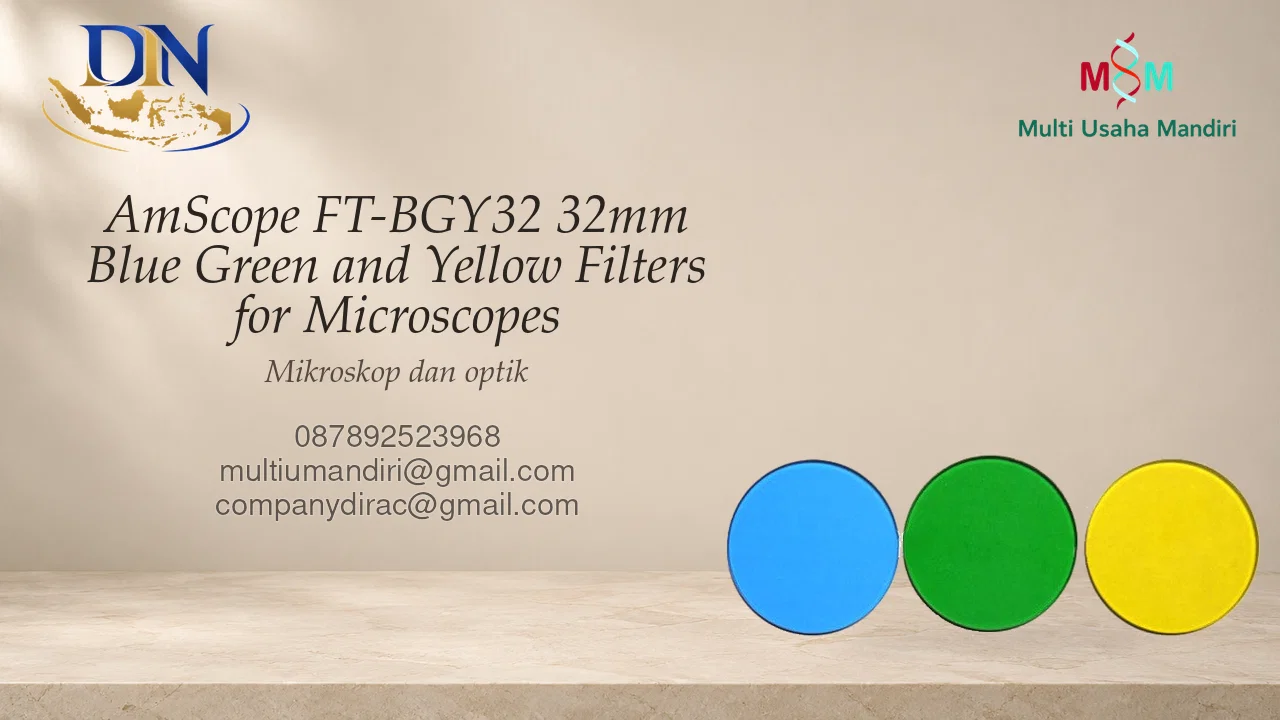 DIN
MSM
Multi Usaha Mandiri
AmScope FT-BGY32 32mm
Blue Green and Yellow Filters
for Microscopes
Mikroskop dan optik
087892523968
multiumandiri@gmail.com
companydirac@gmail.com